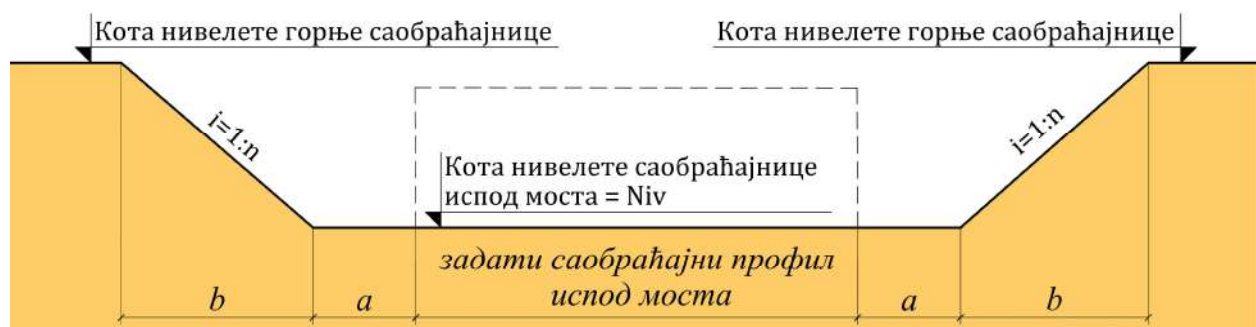 Кота нивелете горње саобраћајнице
Кота нивелете горње саобраћајнице
i=1:n
i=1:n
Кота нивелете саобраћајнице
испод моста = Niv
задати саобраћајни профил
испод моста
b
a
a
b